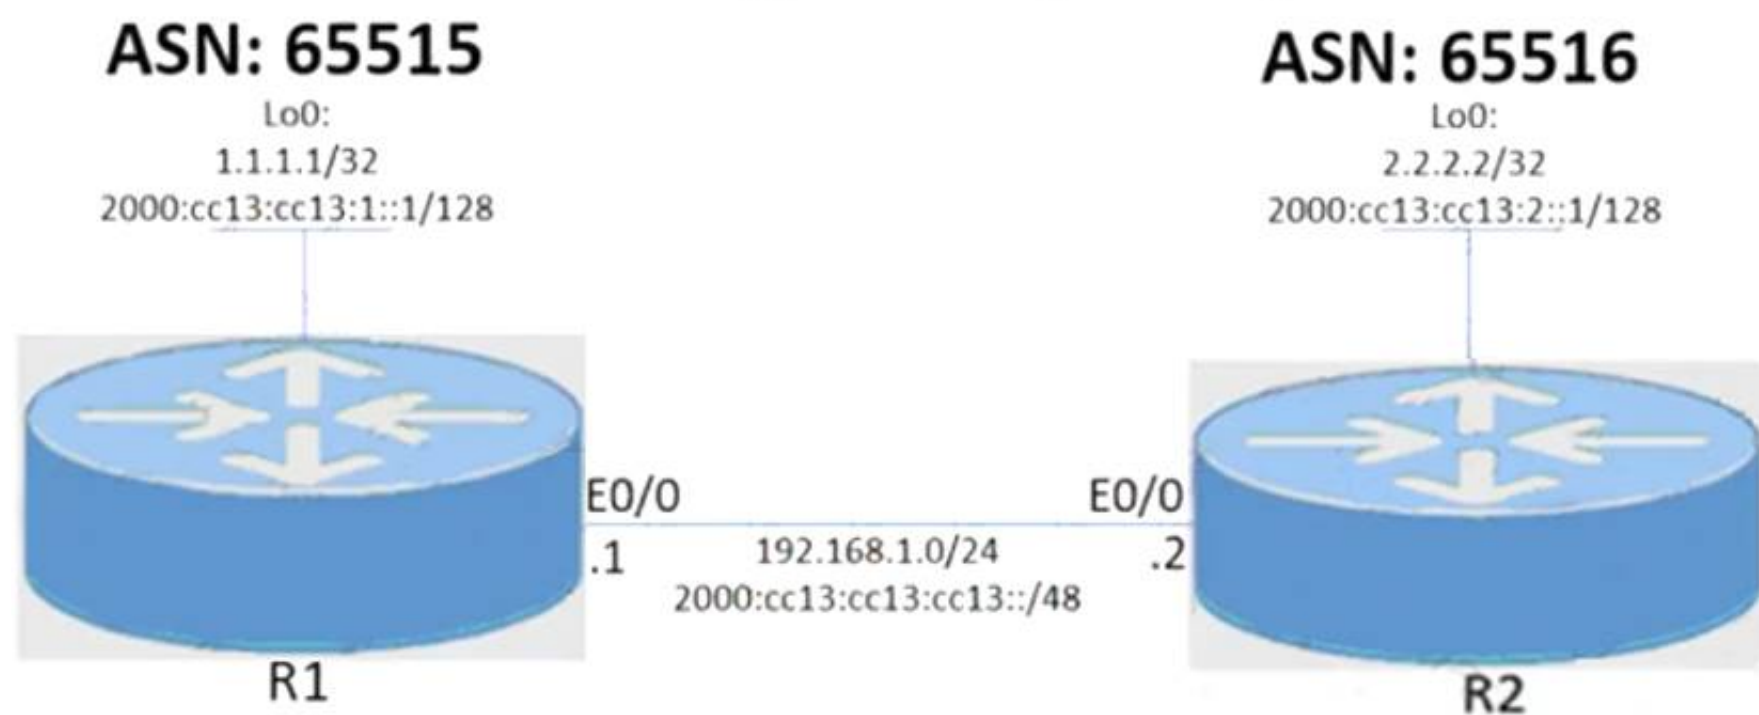 ASN: 65515
Lo0:
1.1.1.1/32
2000:cc13:cc13:1::1/128
ASN: 65516
Lo0:
2.2.2.2/32
2000:cc13:cc13:2::1/128
E0/0
.1
192.168.1.0/24
2000:cc13:cc13:cc13::/48
E0/0
.2
R1
R2